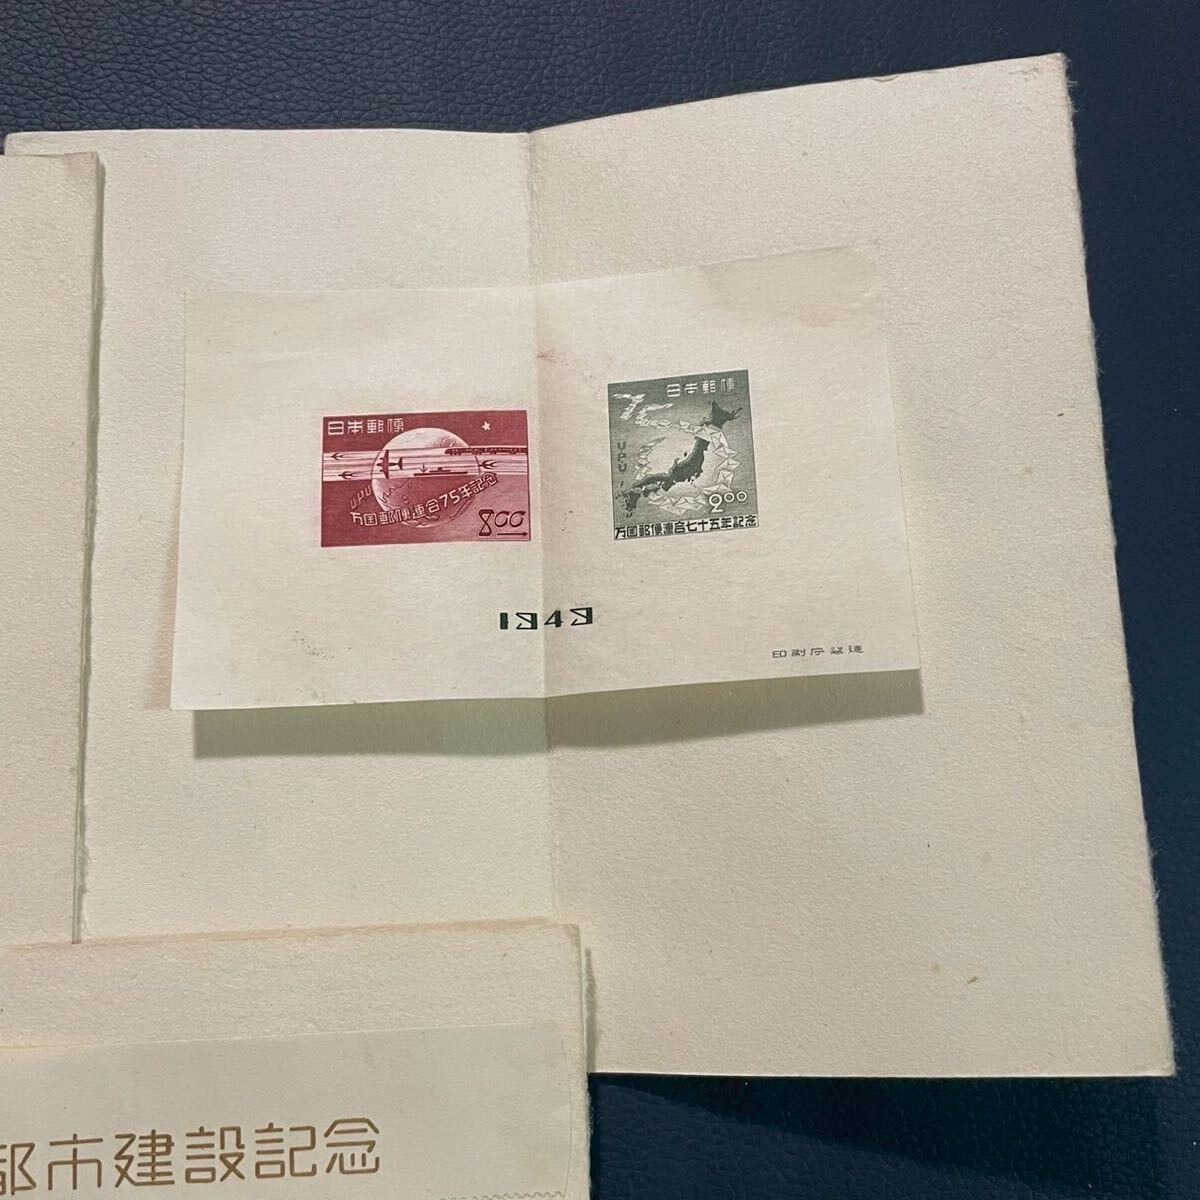 日本郵便
UPU
万国郵便連合75年記念
8.00
日本郵便
75
UPU
2.00
万国郵便連合七十五年記念
1949
印刷庁製造
都市建設記念